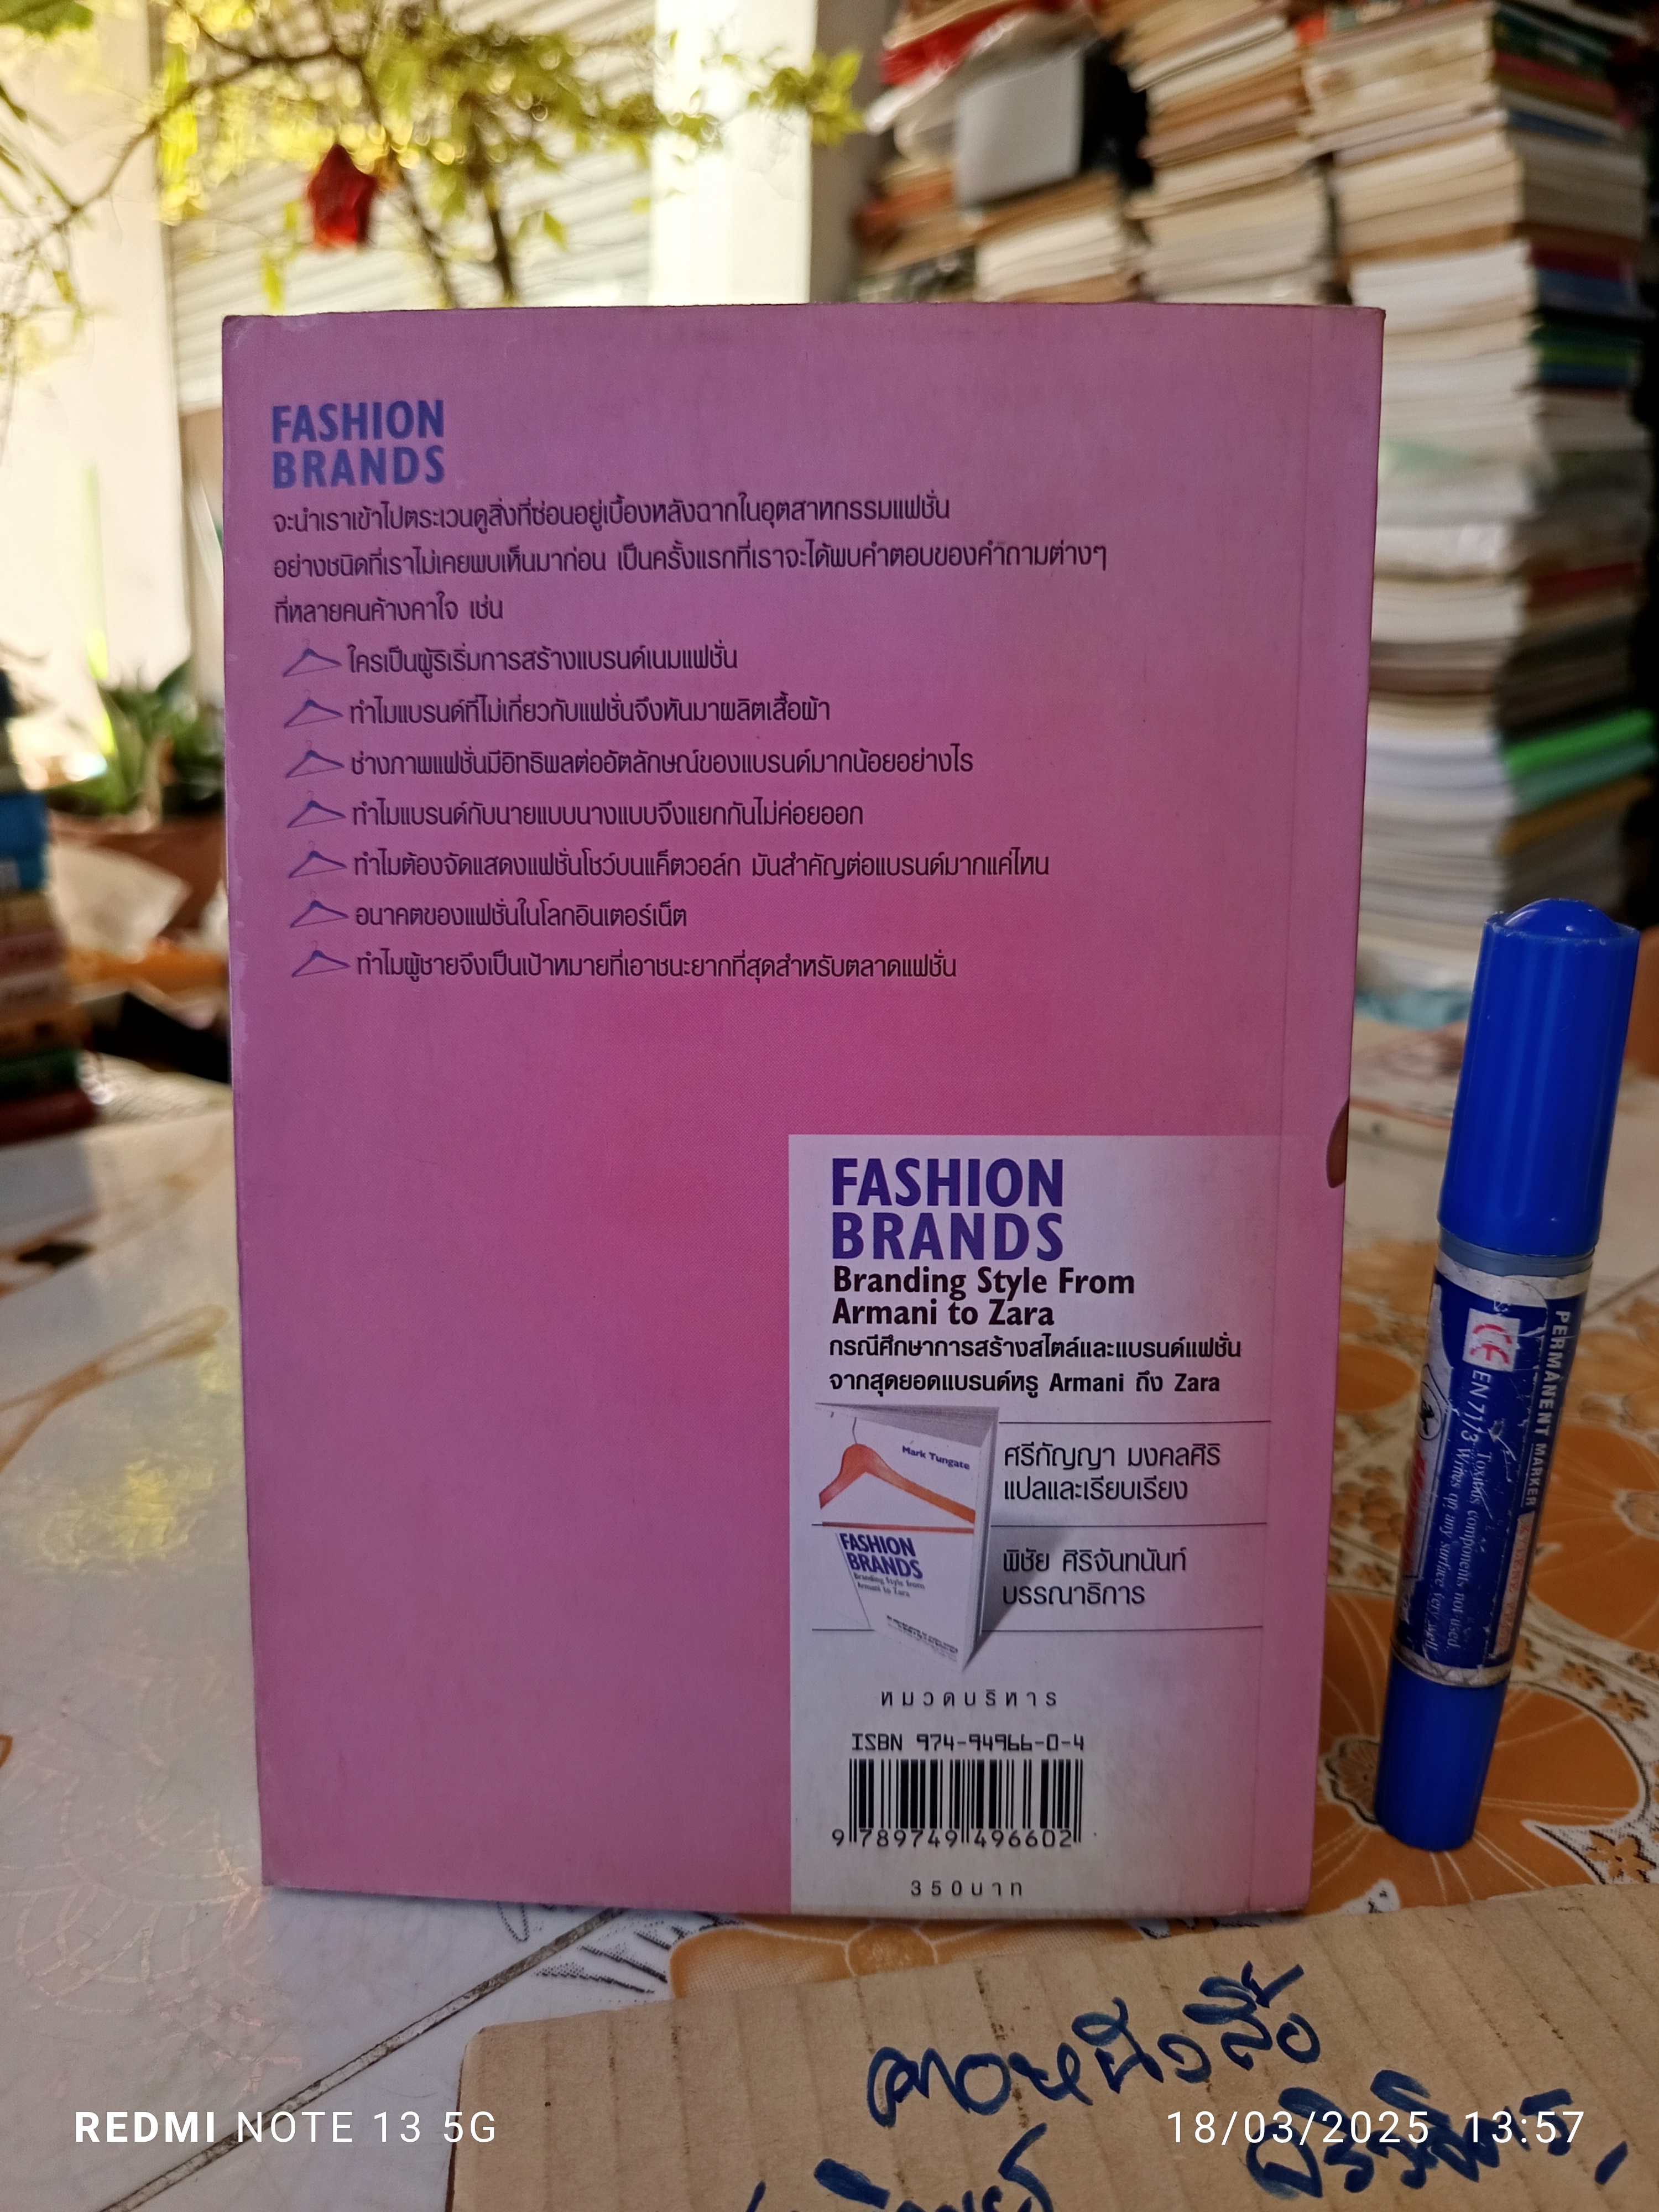 FASHION
BRANDS
จะนำเราเข้าไปตระเวนดูสิ่งที่ซ่อนอยู่เบื้องหลังฉากในอุตสาหกรรมแฟชั่น
อย่างชนิดที่เราไม่เคยพบเห็นมาก่อน เป็นครั้งแรกที่เราจะได้พบคำตอบของคำถามต่างๆ
ที่หลายคนค้างคาใจ เช่น
ใครเป็นผู้ริเริ่มการสร้างแบรนด์เนมแฟชั่น
ทำไมแบรนด์ที่ไม่เกี่ยวกับแฟชั่นจึงหันมาผลิตเสื้อผ้า
ช่างภาพแฟชั่นมีอิทธิพลต่ออัตลักษณ์ของแบรนด์มากน้อยอย่างไร
ทำไมแบรนด์กับนายแบบนางแบบจึงแยกกันไม่ค่อยออก
ทำไมต้องจัดแสดงแฟชั่นโชว์บนแค็ตวอล์ก มันสำคัญต่อแบรนด์มากแค่ไหน
อนาคตของแฟชั่นในโลกอินเตอร์เน็ต
ทำไมผู้ชายจึงเป็นเป้าหมายที่เอาชนะยากที่สุดสำหรับตลาดแฟชั่น
FASHION
BRANDS
Branding Style From
Armani to Zara
กรณีศึกษาการสร้างสไตล์และแบรนด์แฟชั่น
จากสุดยอดแบรนด์หรู Armani ถึง Zara
Mark Tungate
FASHION
BRANDS
Branding Style from
Armani to Zara
ศรีกัญญา มงคลศิริ
แปลและเรียบเรียง
พิชัย ศิริจันทนันท์
บรรณาธิการ
หมวดบริหาร
ISBN 974-94966-0-4
9 789749 496602
350บาท
PERMANENT MARKER
CE EN 71/3 Toxious components not used.
Writes on any surface very well
หนังสือ
REDMI NOTE 13 5G
18/03/2025 13:57